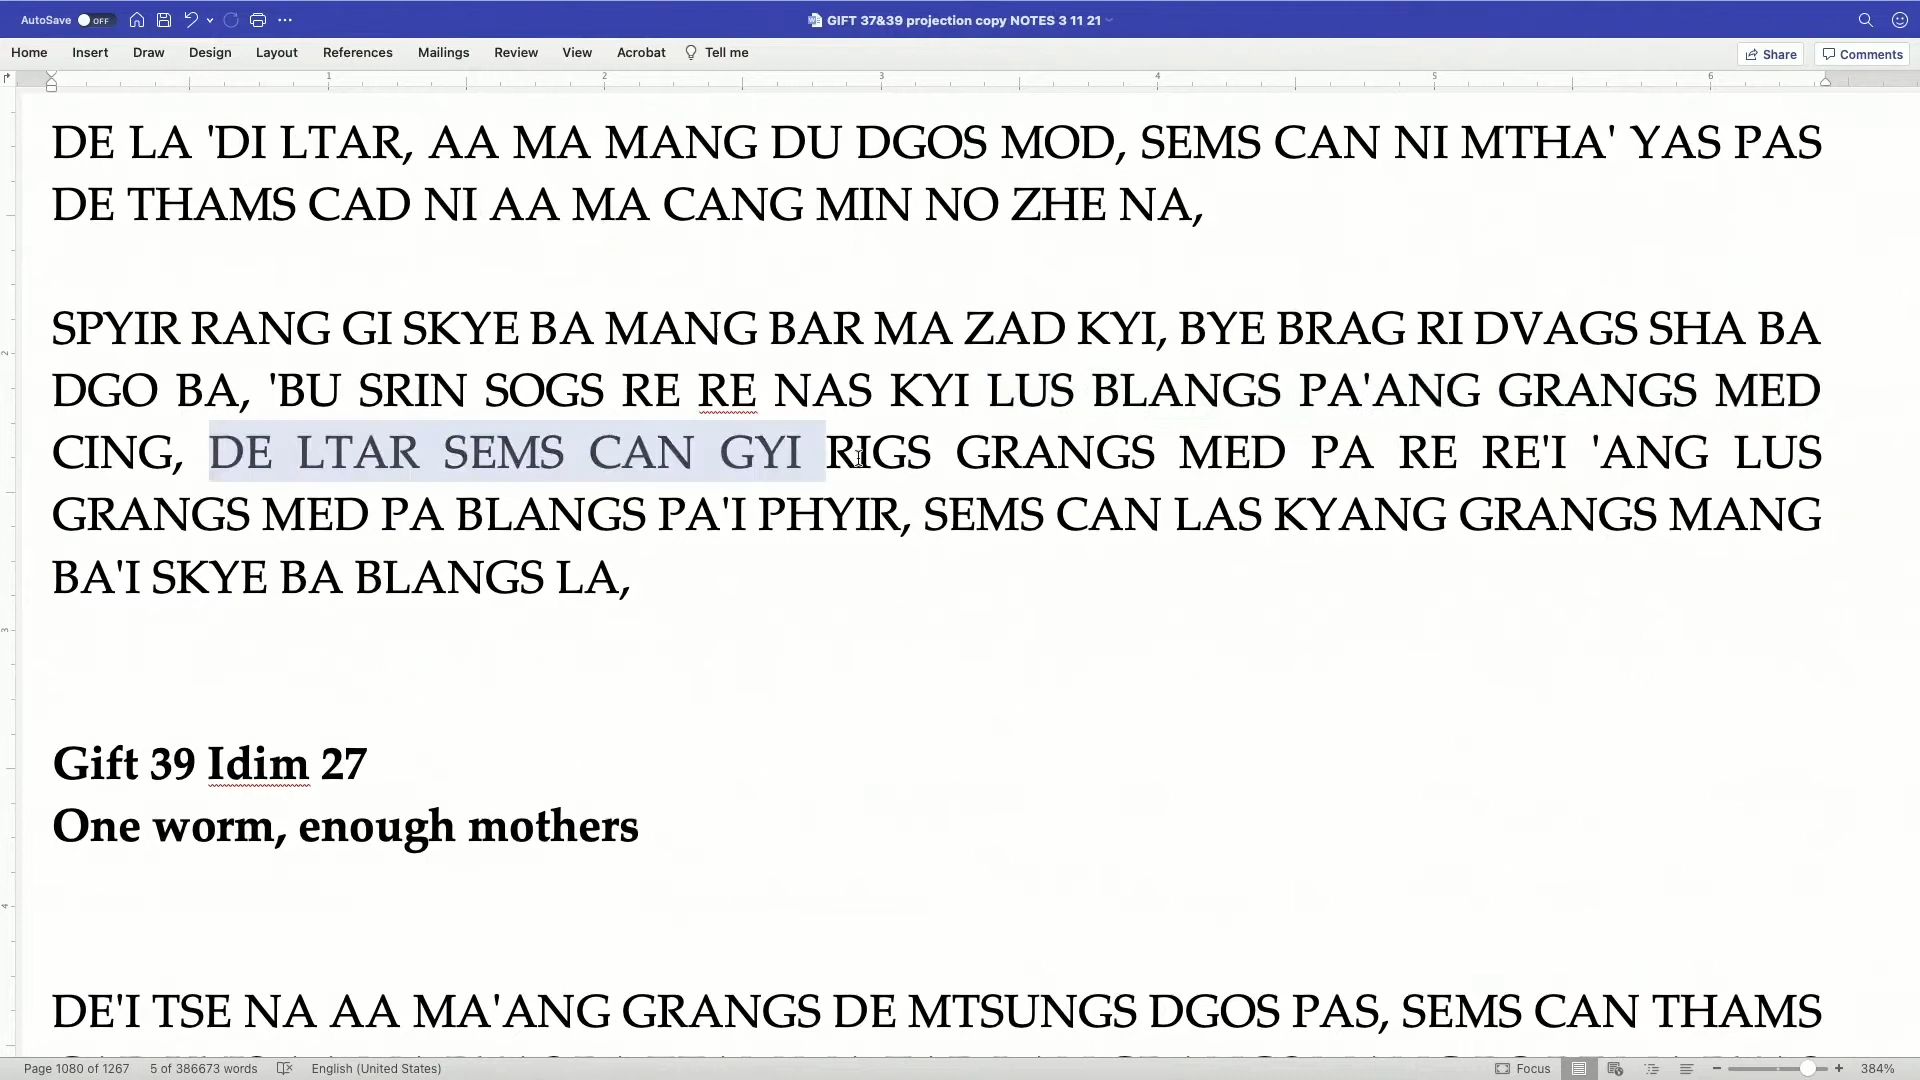 AutoSave OFF GIFT 37&39 projection copy NOTES 3 11 21
Home Insert Draw Design Layout References Mailings Review View Acrobat Tell me Share Comments
1 2 3 4 5 6
DE LA 'DI LTAR, AA MA MANG DU DGOS MOD, SEMS CAN NI MTHA' YAS PAS
DE THAMS CAD NI AA MA CANG MIN NO ZHE NA,
SPYIR RANG GI SKYE BA MANG BAR MA ZAD KYI, BYE BRAG RI DVAGS SHA BA
DGO BA, 'BU SRIN SOGS RE RE NAS KYI LUS BLANGS PA'ANG GRANGS MED
CING, DE LTAR SEMS CAN GYI RIGS GRANGS MED PA RE RE'I 'ANG LUS
GRANGS MED PA BLANGS PA'I PHYIR, SEMS CAN LAS KYANG GRANGS MANG
BA'I SKYE BA BLANGS LA,
Gift 39 Idim 27
One worm, enough mothers
DE'I TSE NA AA MA'ANG GRANGS DE MTSUNGS DGOS PAS, SEMS CAN THAMS
Page 1080 of 1267 5 of 386673 words English (United States) Focus 384%